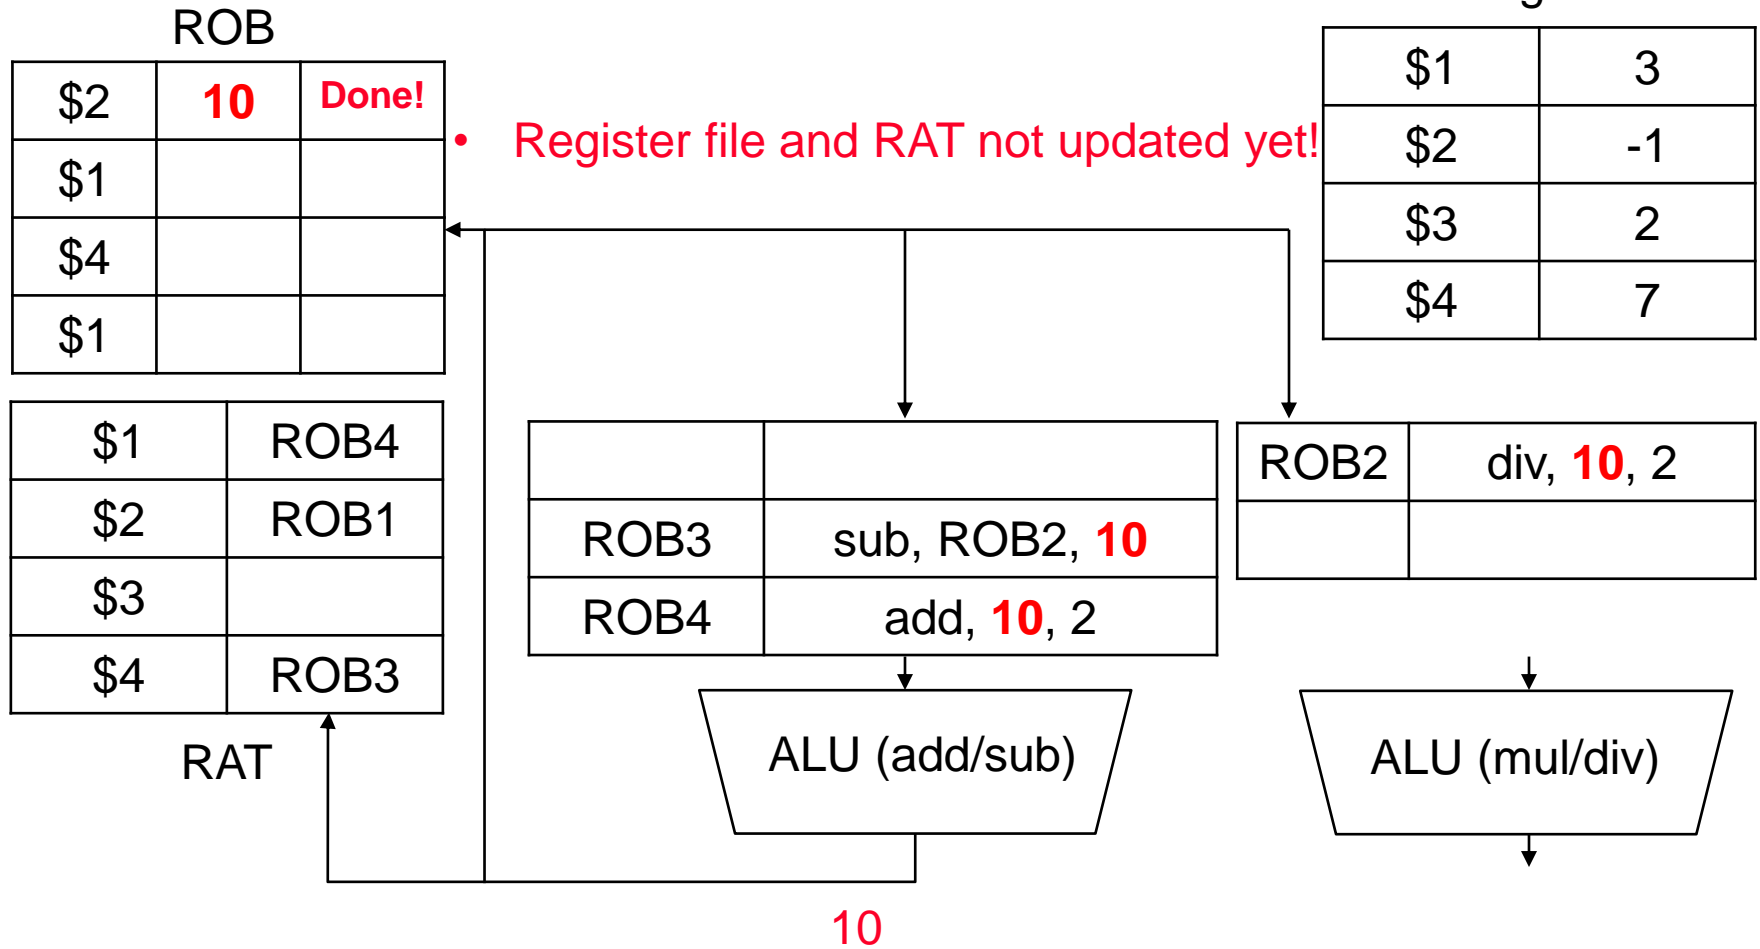 ROB
$2 10 Done!
$1
$4
$1
• Register file and RAT not updated yet!
$1 3
$2 -1
$3 2
$4 7
$1 ROB4
$2 ROB1
$3
$4 ROB3
RAT
ROB3 sub, ROB2, 10
ROB4 add, 10, 2
ROB2 div, 10, 2
ALU (add/sub)
ALU (mul/div)
10